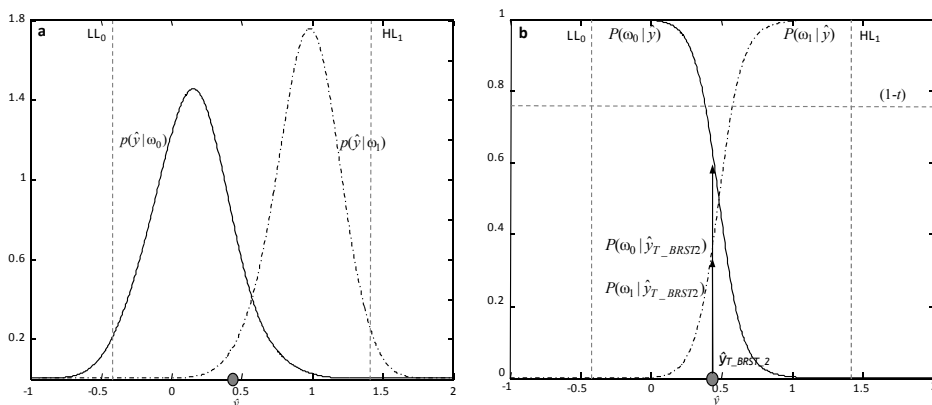 1.8
a
LL₀
HL₁
1.4
p(ŷ|ω₀)
p(ŷ|ω₁)
1
0.6
0.2
-1
-0.5
0
0.5
1
1.5
2
ŷ
1
b
LL₀
P(ω₀|y)
P(ω₁|ŷ)
HL₁
0.8
(1-t)
0.6
0.4
P(ω₀|ŷT_BRST2)
P(ω₁|ŷT_BRST2)
0.2
ŷT_BRST_2
0
-1
-0.5
0
0.5
1
1.5
2
ŷ